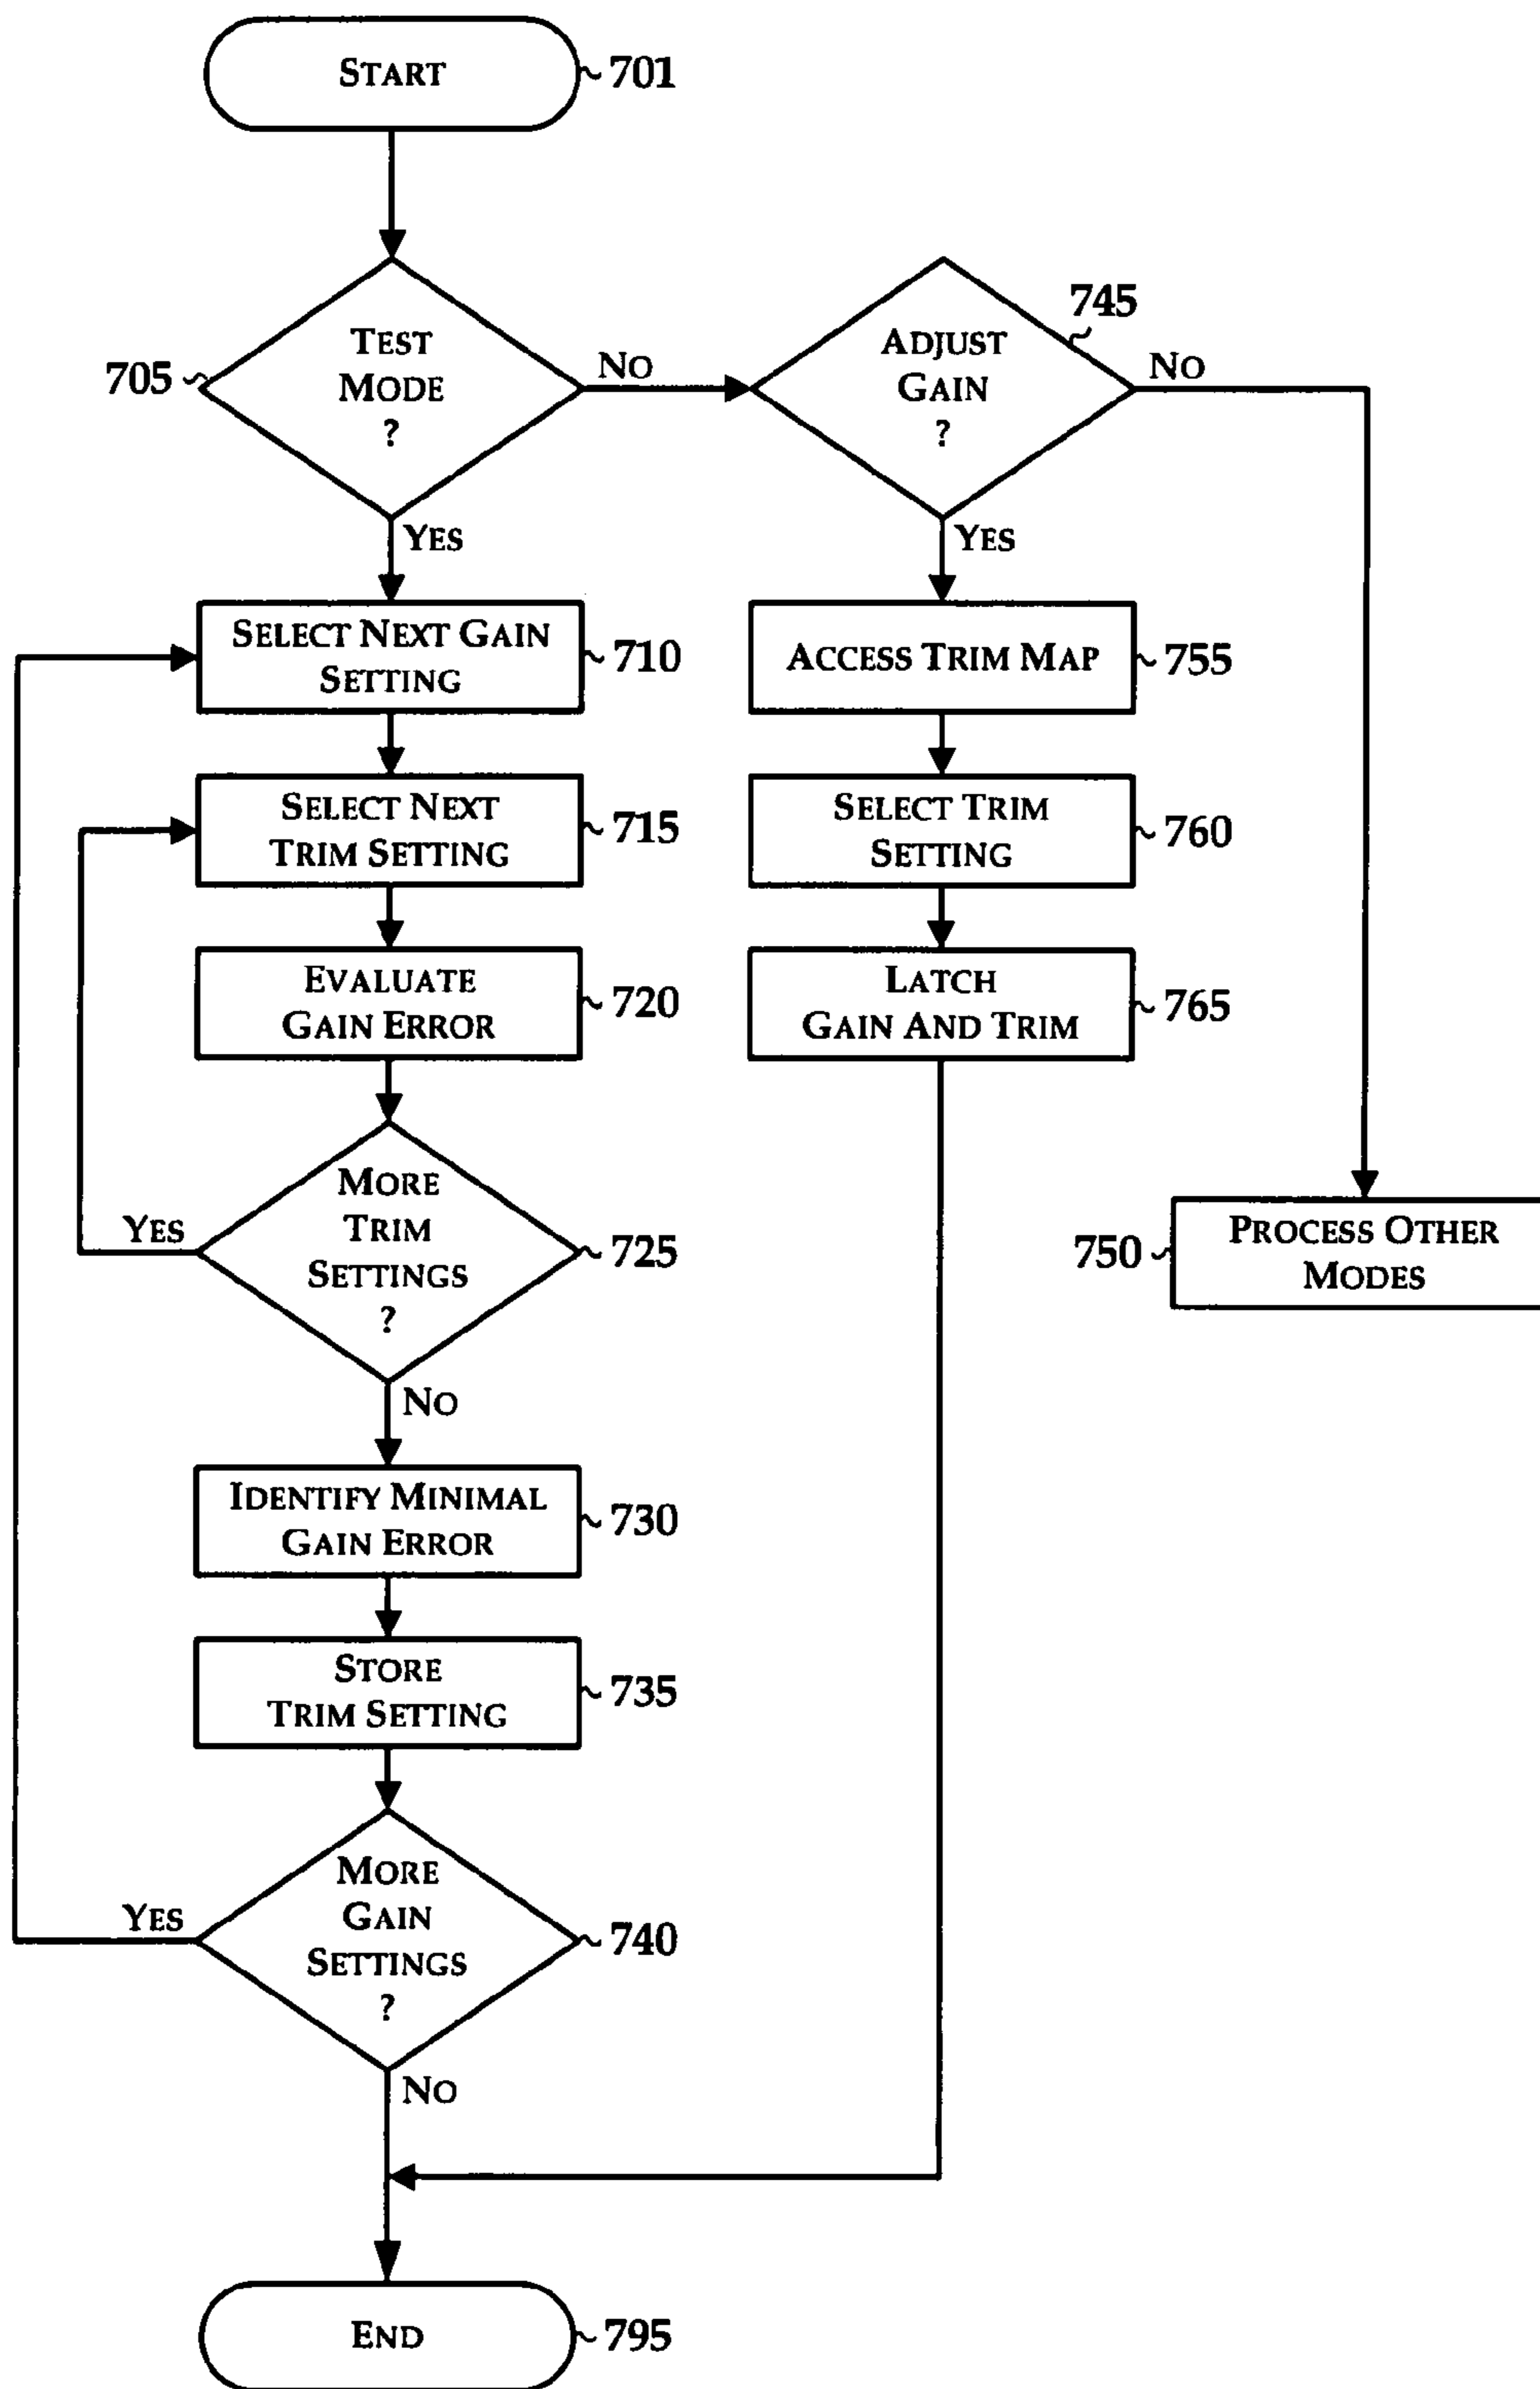 START
701
TEST
MODE
?
705
NO
YES
ADJUST
GAIN
?
745
NO
YES
SELECT NEXT GAIN
SETTING
710
ACCESS TRIM MAP
755
SELECT NEXT
TRIM SETTING
715
SELECT TRIM
SETTING
760
EVALUATE
GAIN ERROR
720
LATCH
GAIN AND TRIM
765
MORE
TRIM
SETTINGS
?
725
YES
NO
PROCESS OTHER
MODES
750
IDENTIFY MINIMAL
GAIN ERROR
730
STORE
TRIM SETTING
735
MORE
GAIN
SETTINGS
?
740
YES
NO
END
795